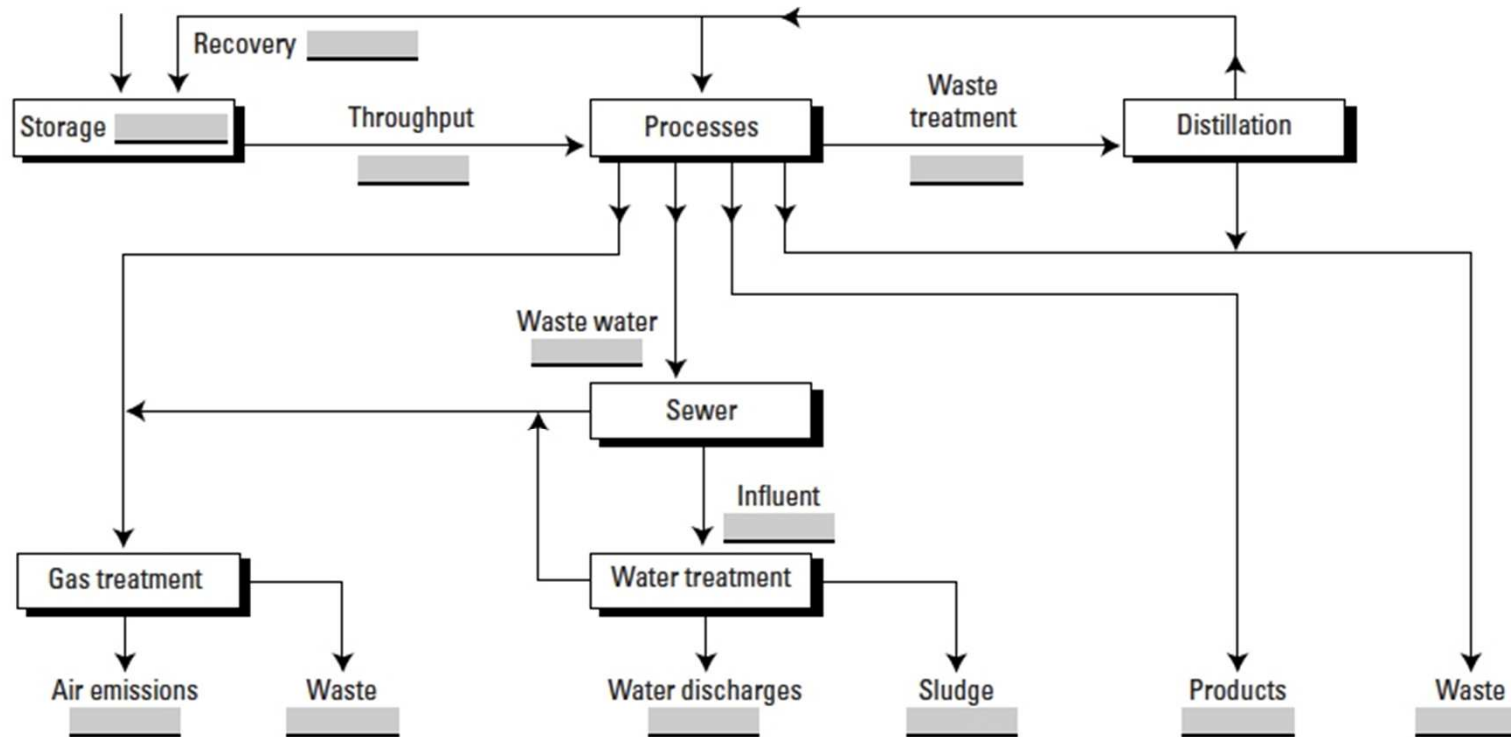 Recovery
Storage
Throughput
Processes
Waste
treatment
Distillation
Waste water
Sewer
Influent
Gas treatment
Water treatment
Air emissions
Waste
Water discharges
Sludge
Products
Waste